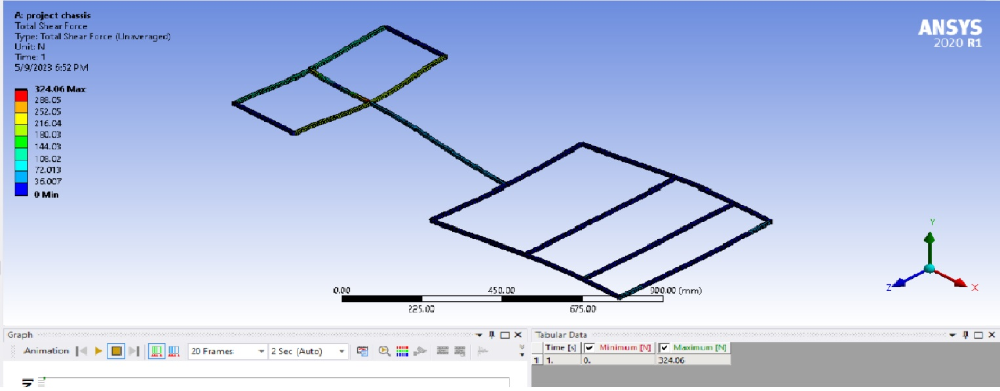 A: project chassis
Total Shear Force
Type: Total Shear Force (Unaveraged)
Unit: N
Time: 1
5/9/2023 6:52 PM
324.06 Max
288.05
252.05
216.04
180.03
144.03
108.02
72.013
36.007
0 Min
ANSYS
2020 R1
Y
Z
X
0.00 450.00 900.00 (mm)
225.00 675.00
Graph
Animation 20 Frames 2 Sec (Auto)
Tabular Data
Time [s] Minimum [N] Maximum [N]
1 1. 0. 324.06